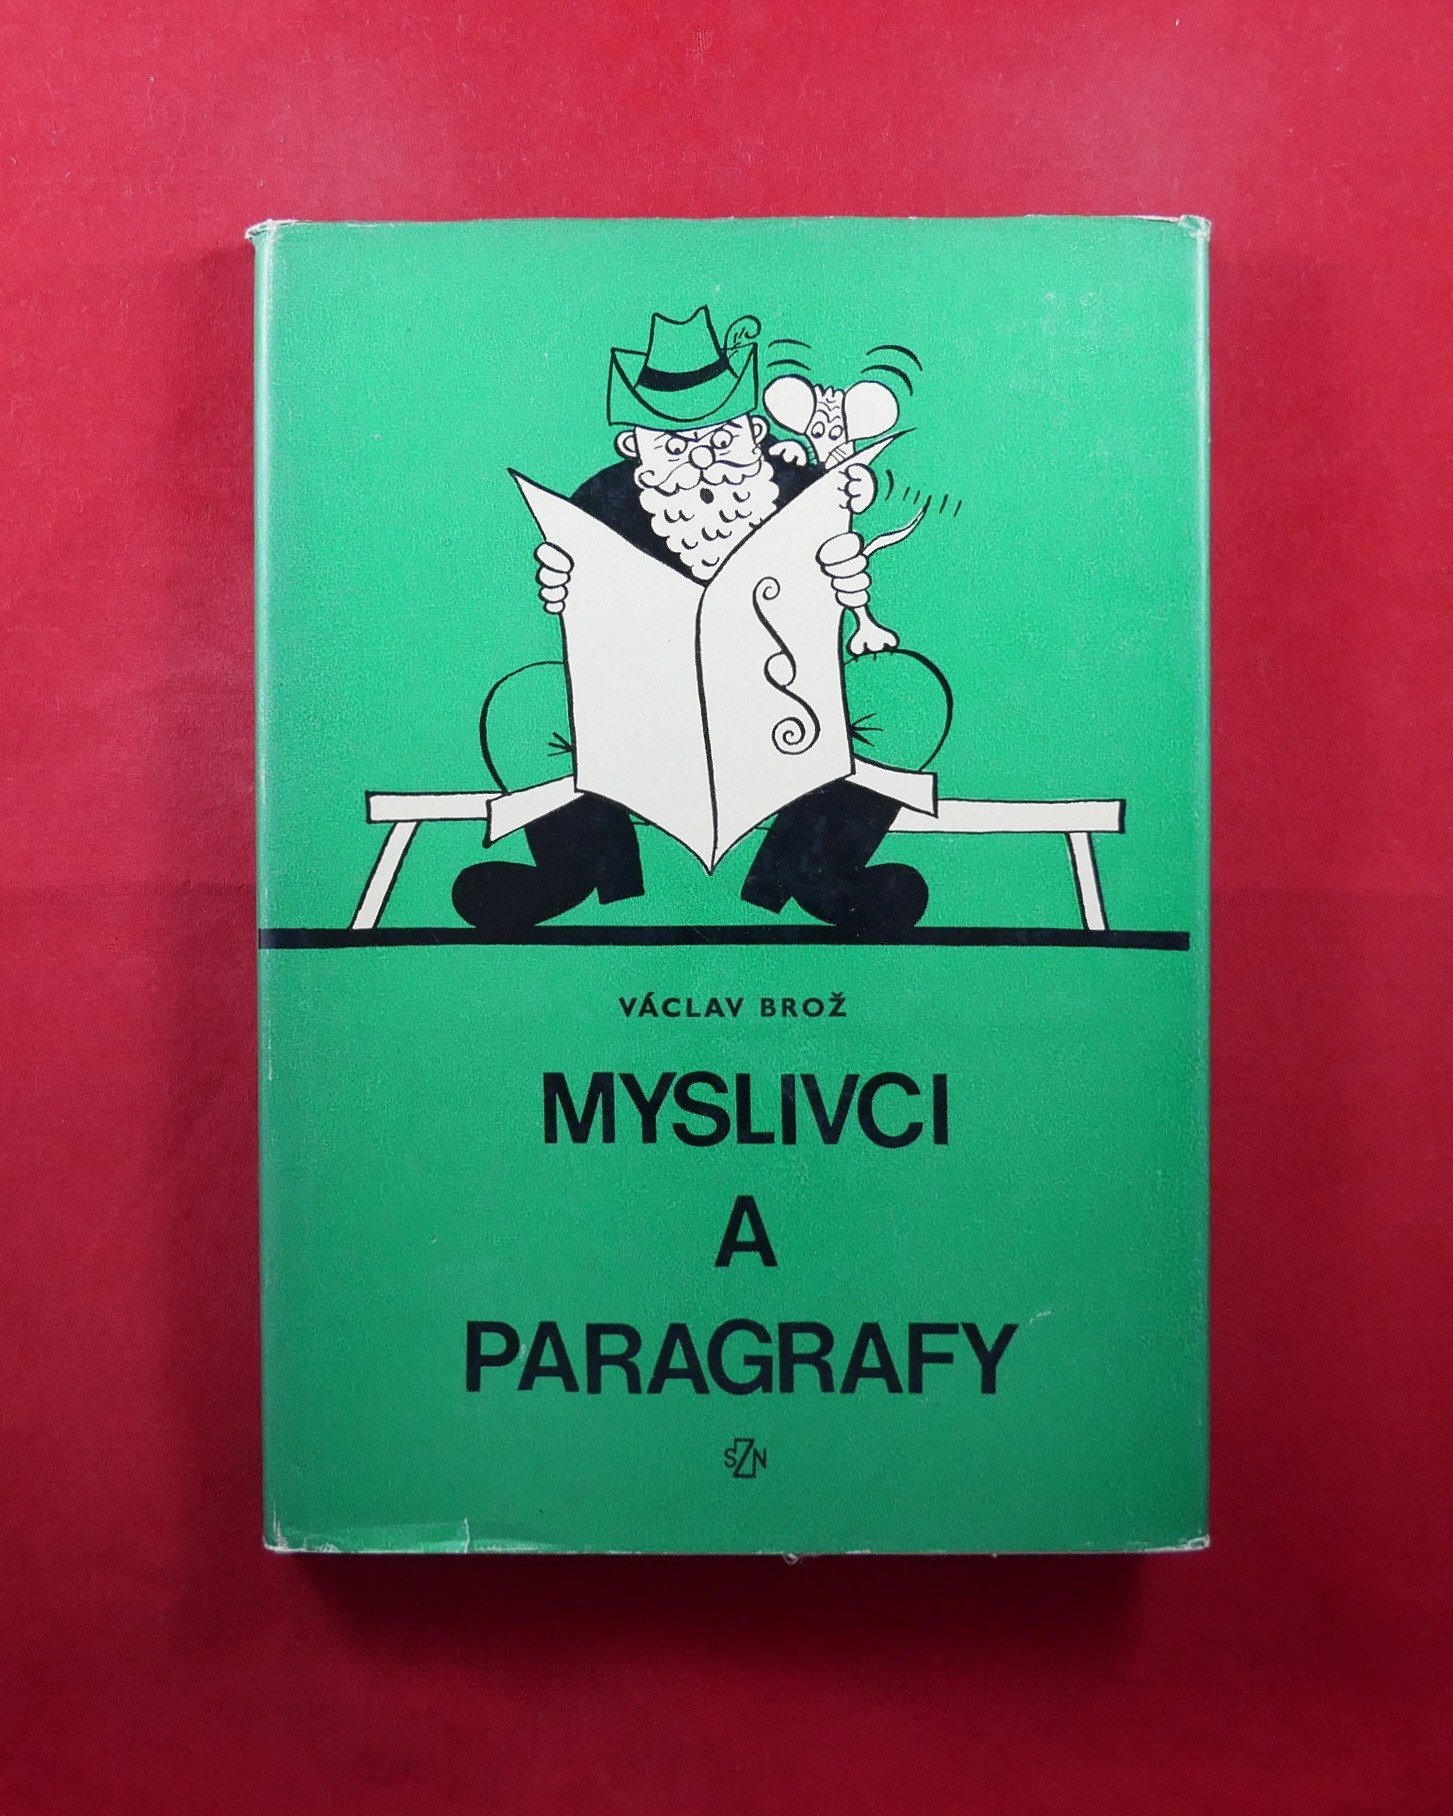 §
VÁCLAV BROŽ
MYSLIVCI
A
PARAGRAFY
SZN